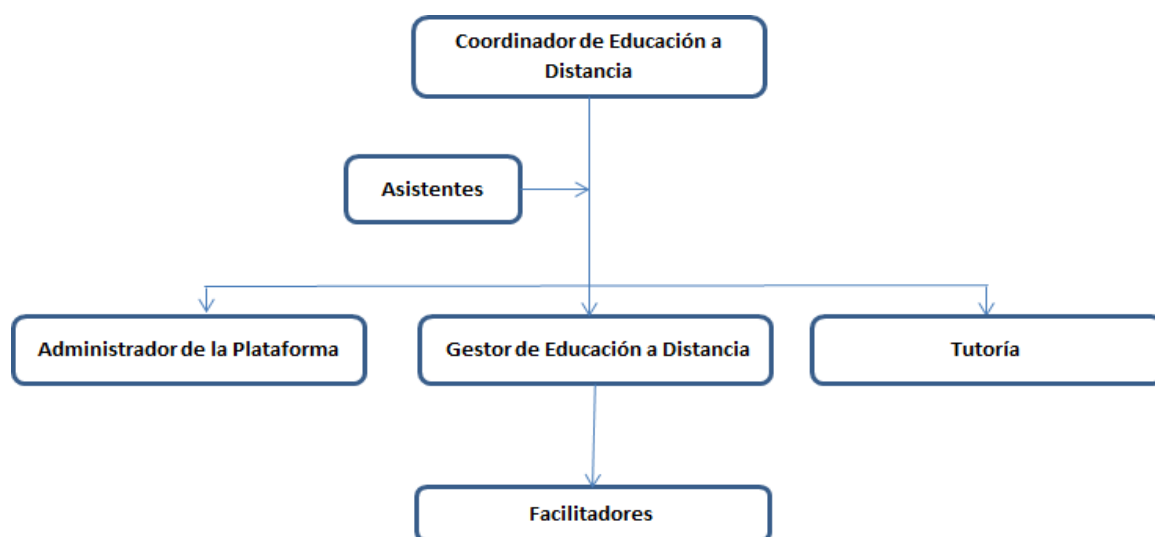 Coordinador de Educación a
Distancia
Asistentes
Administrador de la Plataforma
Gestor de Educación a Distancia
Tutoría
Facilitadores